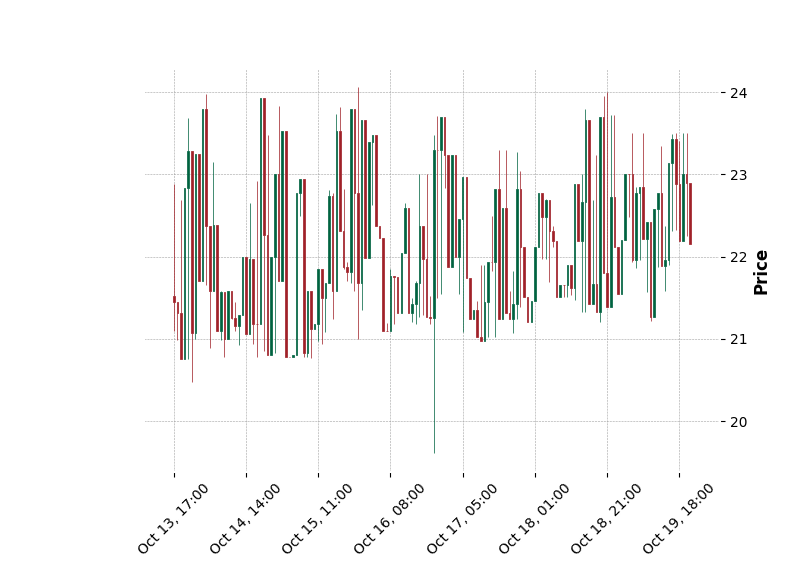 24
23
22
21
20
Price
Oct 13, 17:00
Oct 14, 14:00
Oct 15, 11:00
Oct 16, 08:00
Oct 17, 05:00
Oct 18, 01:00
Oct 18, 21:00
Oct 19, 18:00